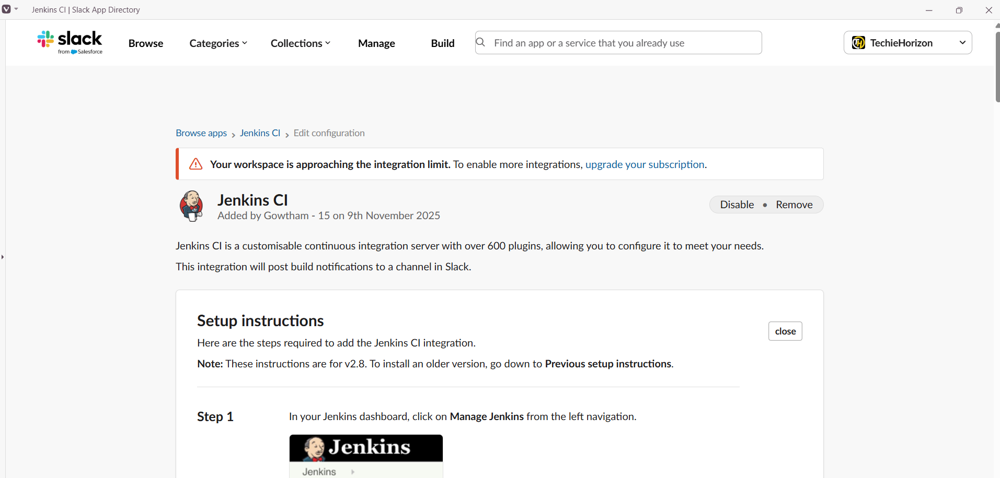 Jenkins CI | Slack App Directory
slack
from Salesforce
Browse
Categories
Collections
Manage
Build
Find an app or a service that you already use
TechieHorizon
Browse apps › Jenkins CI › Edit configuration
Your workspace is approaching the integration limit. To enable more integrations, upgrade your subscription.
Jenkins CI
Added by Gowtham - 15 on 9th November 2025
Disable • Remove
Jenkins CI is a customisable continuous integration server with over 600 plugins, allowing you to configure it to meet your needs.
This integration will post build notifications to a channel in Slack.
Setup instructions
close
Here are the steps required to add the Jenkins CI integration.
Note: These instructions are for v2.8. To install an older version, go down to Previous setup instructions.
Step 1
In your Jenkins dashboard, click on Manage Jenkins from the left navigation.
Jenkins
Jenkins